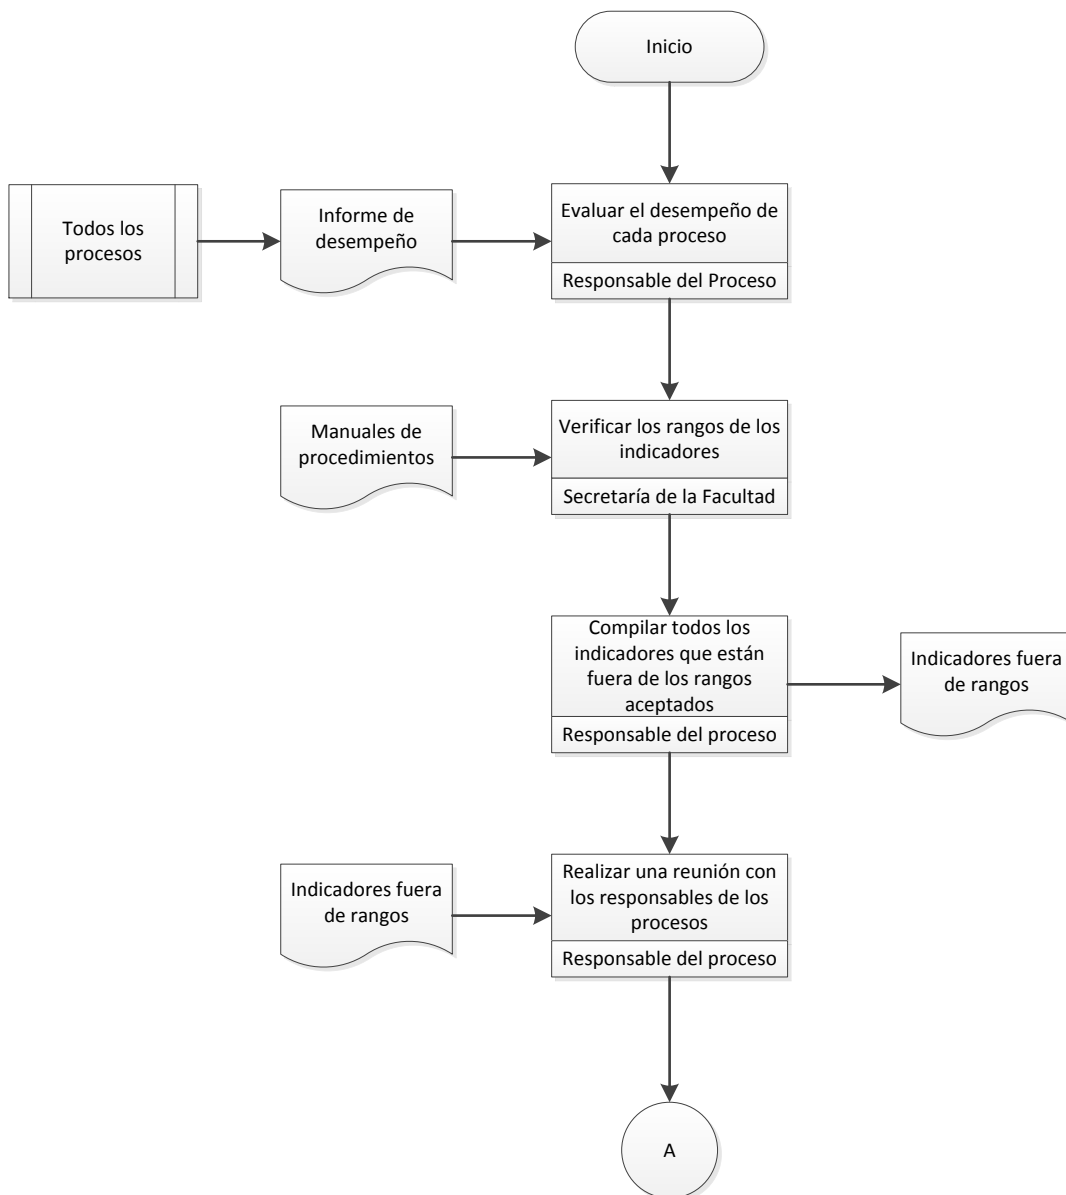 Inicio
Todos los
procesos
Informe de
desempeño
Evaluar el desempeño de
cada proceso
Responsable del Proceso
Manuales de
procedimientos
Verificar los rangos de los
indicadores
Secretaría de la Facultad
Compilar todos los
indicadores que están
fuera de los rangos
aceptados
Responsable del proceso
Indicadores fuera
de rangos
Indicadores fuera
de rangos
Realizar una reunión con
los responsables de los
procesos
Responsable del proceso
A